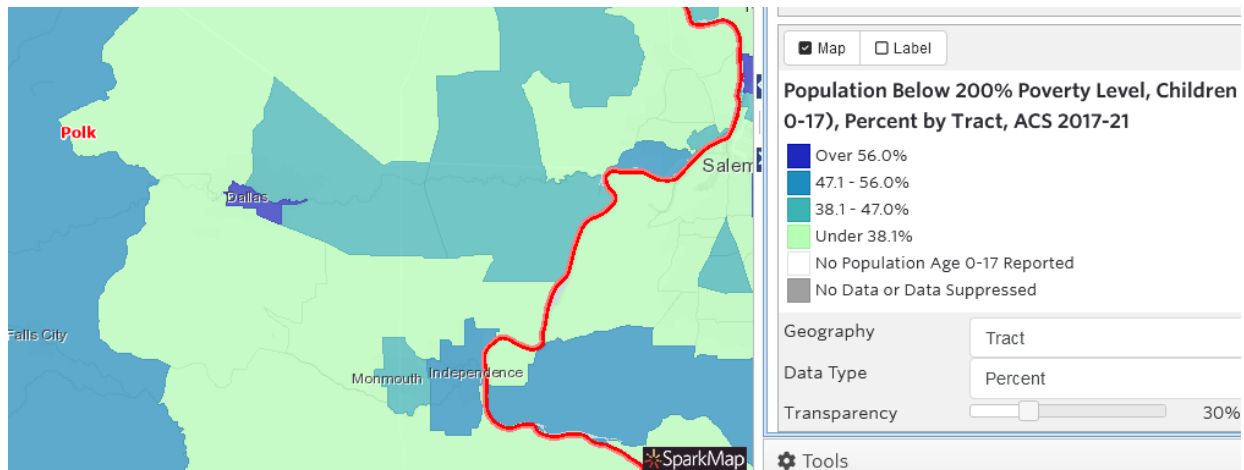 Polk
Dallas
Salem
Falls City
Monmouth
Independence
SparkMap
Map
Label
Population Below 200% Poverty Level, Children
0-17), Percent by Tract, ACS 2017-21
Over 56.0%
47.1 - 56.0%
38.1 - 47.0%
Under 38.1%
No Population Age 0-17 Reported
No Data or Data Suppressed
Geography
Tract
Data Type
Percent
Transparency
30%
Tools